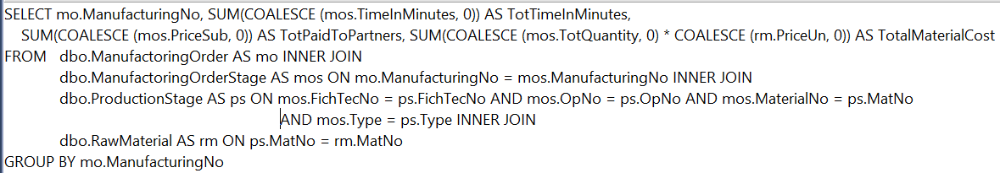 SELECT mo.ManufacturingNo, SUM(COALESCE (mos.TimeInMinutes, 0)) AS TotTimeInMinutes,
SUM(COALESCE (mos.PriceSub, 0)) AS TotPaidToPartners, SUM(COALESCE (mos.TotQuantity, 0) * COALESCE (rm.PriceUn, 0)) AS TotalMaterialCost
FROM dbo.ManufactoringOrder AS mo INNER JOIN
dbo.ManufactoringOrderStage AS mos ON mo.ManufacturingNo = mos.ManufacturingNo INNER JOIN
dbo.ProductionStage AS ps ON mos.FichTecNo = ps.FichTecNo AND mos.OpNo = ps.OpNo AND mos.MaterialNo = ps.MatNo
AND mos.Type = ps.Type INNER JOIN
dbo.RawMaterial AS rm ON ps.MatNo = rm.MatNo
GROUP BY mo.ManufacturingNo